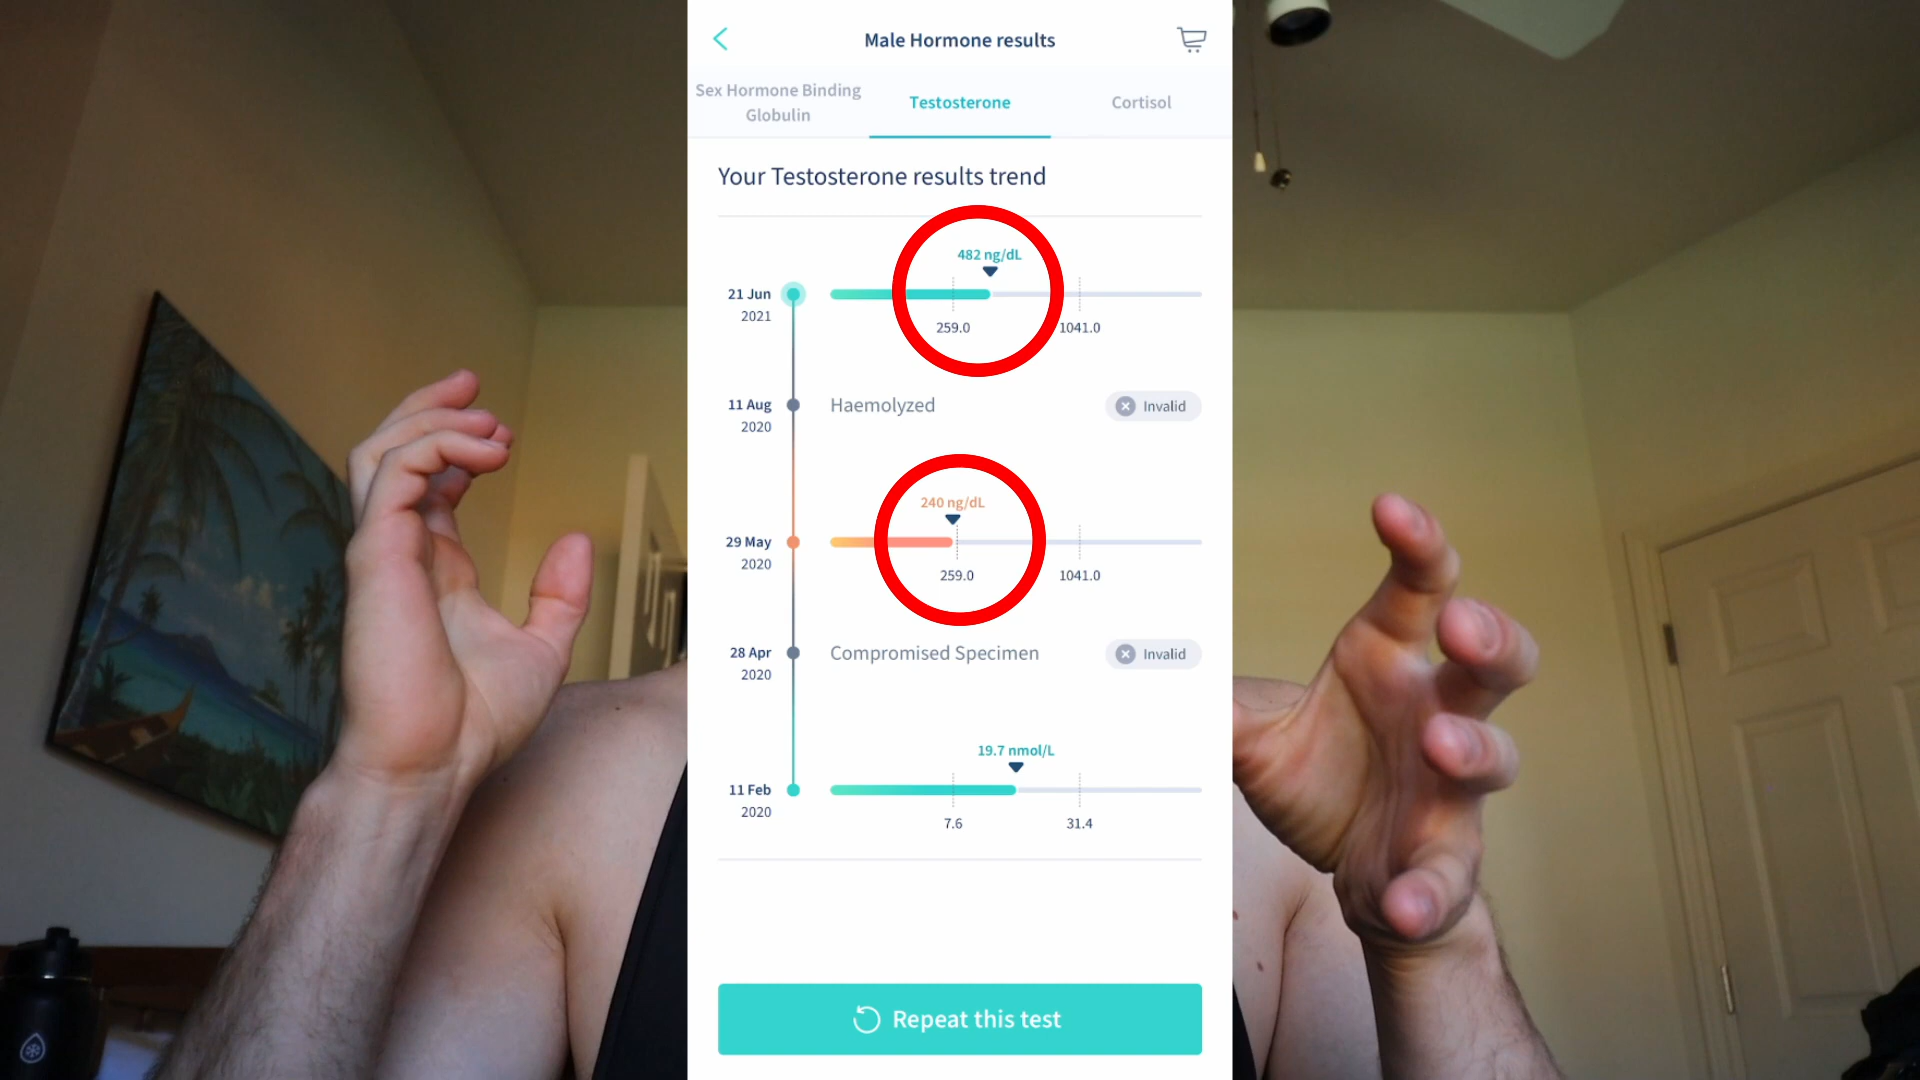 Male Hormone results
Sex Hormone Binding
Globulin
Testosterone
Cortisol
Your Testosterone results trend
482 ng/dL
21 Jun
2021
259.0
1041.0
11 Aug
2020
Haemolyzed
Invalid
240 ng/dL
29 May
2020
259.0
1041.0
28 Apr
2020
Compromised Specimen
Invalid
19.7 nmol/L
11 Feb
2020
7.6
31.4
Repeat this test